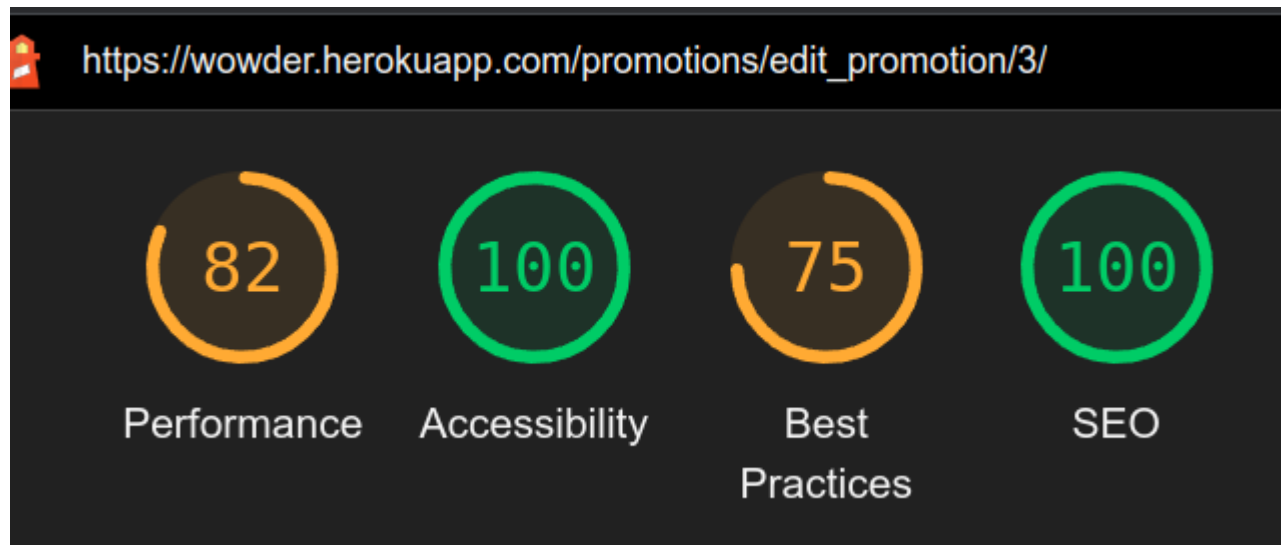 https://wowder.herokuapp.com/promotions/edit_promotion/3/
82
100
75
100
Performance
Accessibility
Best
Practices
SEO